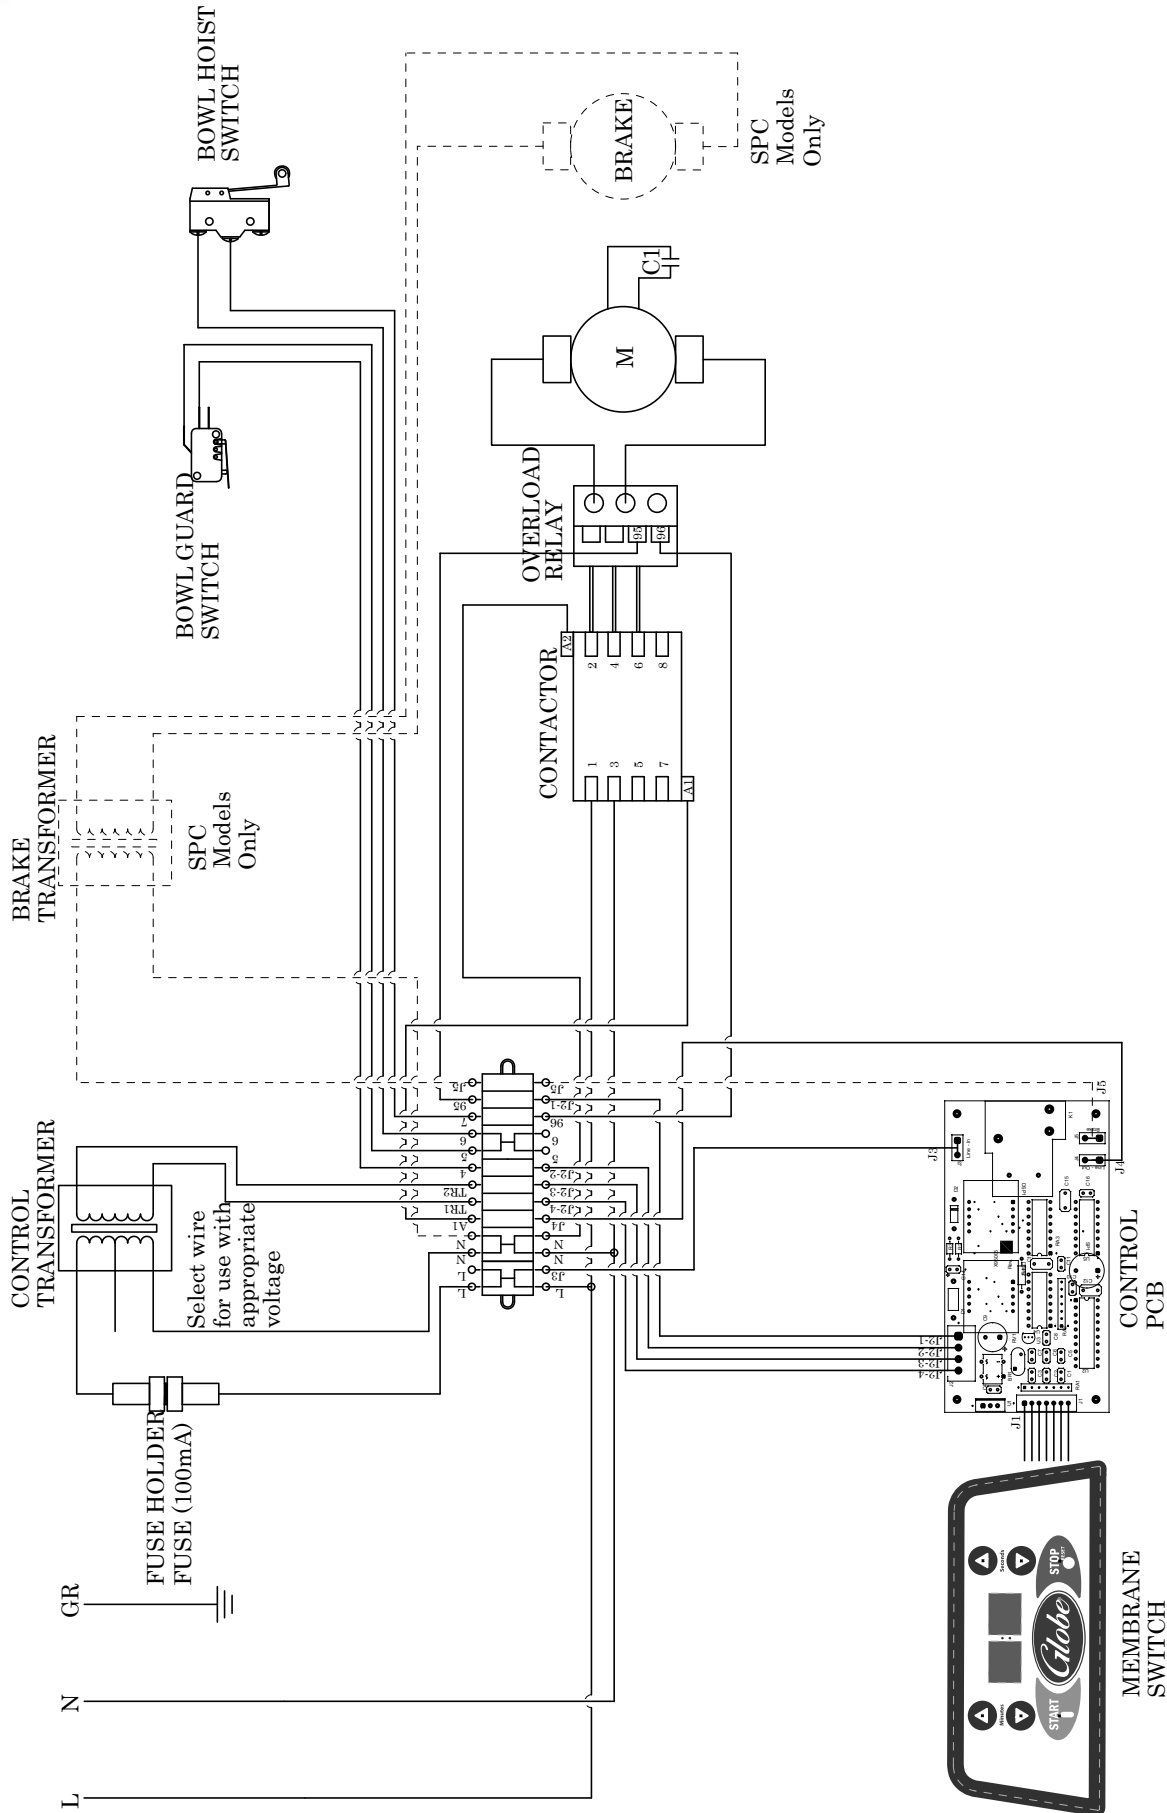 BOWL HOIST
SWITCH
BRAKE
SPC
Models
Only
C1
M
BOWL GUARD
SWITCH
OVERLOAD
RELAY
95
96
BRAKE
TRANSFORMER
SPC
Models
Only
CONTACTOR
A2
2
4
6
8
1
3
5
7
A1
CONTROL
TRANSFORMER
Select wire
for use with
appropriate
voltage
J5
95
7
6
5
4
TR2
TR1
A1
N
N
L
L
J5
J2-1
96
6
5
J2-2
J2-3
J2-4
J4
N
N
J3
L
FUSE HOLDER
FUSE (100mA)
GR
N
L
J3
J5
J4
Line - In
K1
J2-1
J2-2
J2-3
J2-4
J1
CONTROL
PCB
Minutes
Seconds
START
Globe
STOP
RESET
MEMBRANE
SWITCH